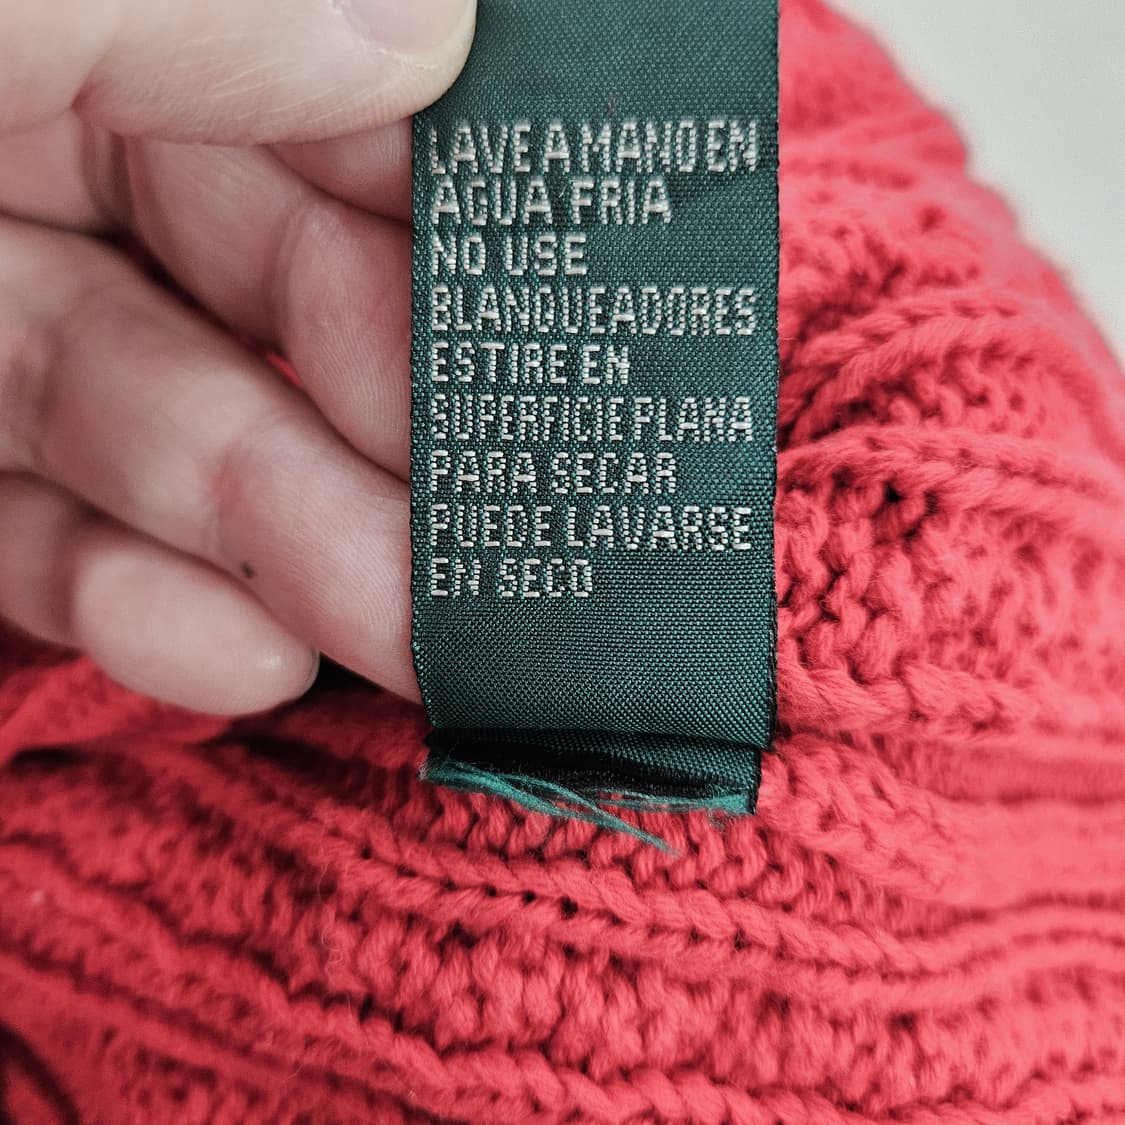 LAVE A MANO EN
AGUA FRIA
NO USE
BLANQUEADORES
ESTIRE EN
SUPERFICIE PLANA
PARA SECAR
PUEDE LAVARSE
EN SECO